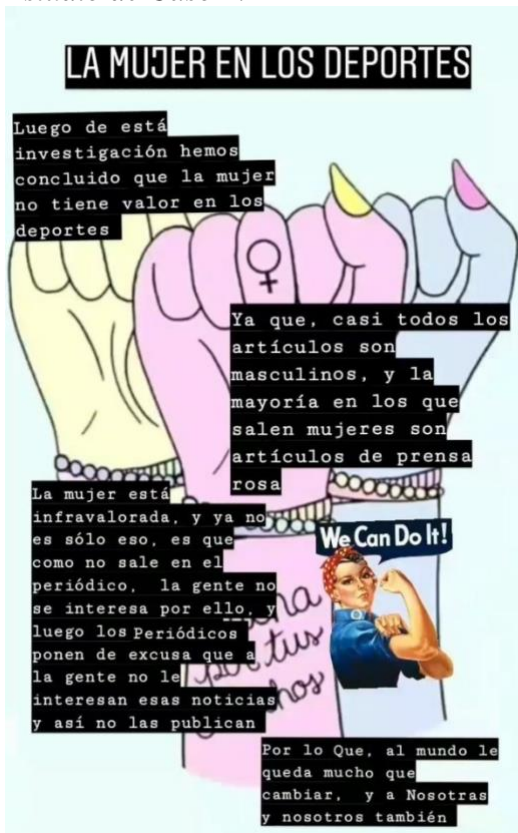 LA MUJER EN LOS DEPORTES
Luego de está
investigación hemos
concluido que la mujer
no tiene valor en los
deportes
Ya que, casi todos los
artículos son
masculinos, y la
mayoría en los que
salen mujeres son
artículos de prensa
rosa
La mujer está
infravalorada, y ya no
es sólo eso, es que
como no sale en el
periódico, la gente no
se interesa por ello, y
luego los Periódicos
ponen de excusa que a
la gente no le
interesan esas noticias
y así no las publican
We Can Do It!
por tus
Por lo Que, al mundo le
queda mucho que
cambiar, y a Nosotras
y nosotros también